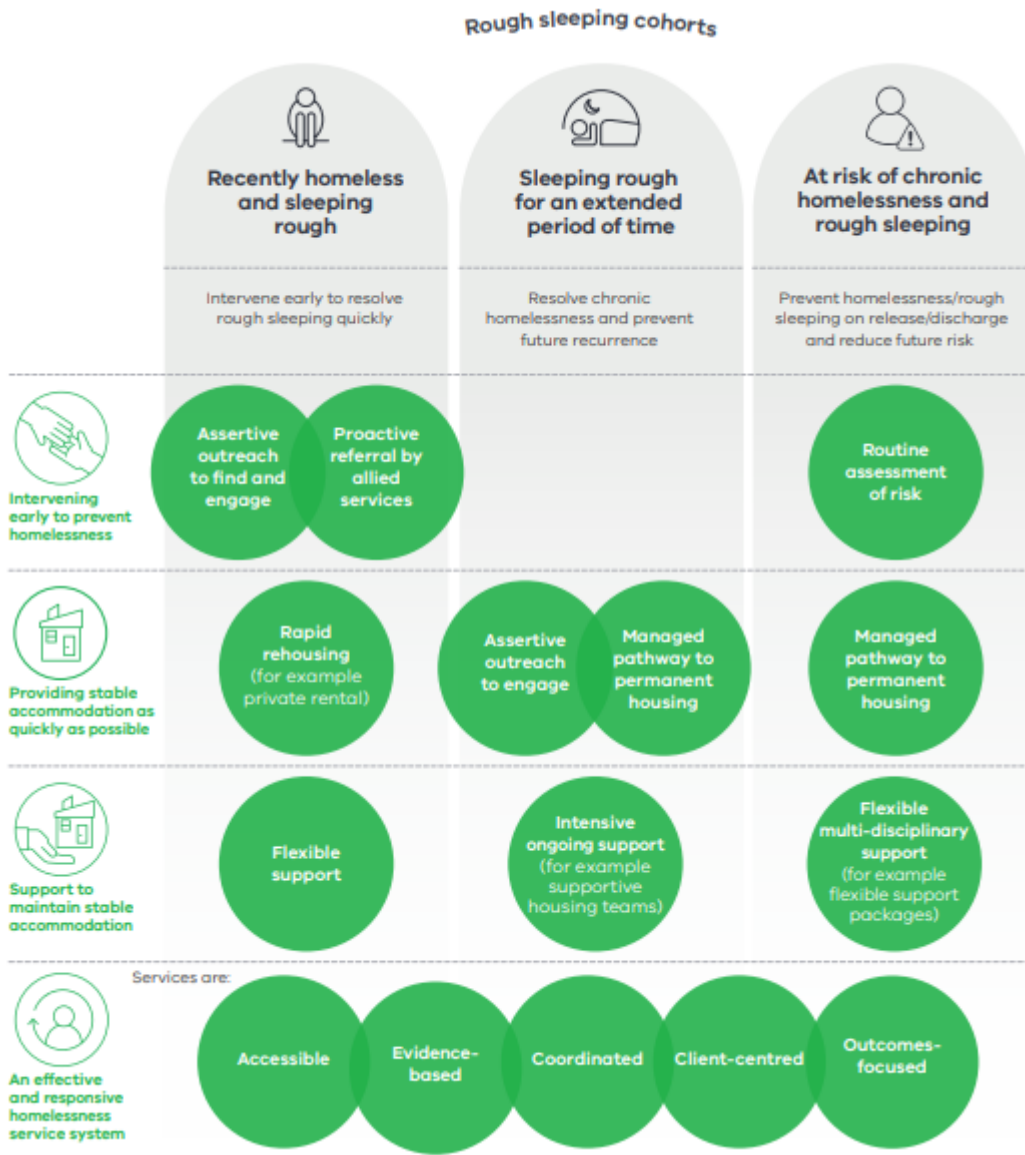 Rough sleeping cohorts
Recently homeless
and sleeping
rough
Sleeping rough
for an extended
period of time
At risk of chronic
homelessness and
rough sleeping
Intervene early to resolve
rough sleeping quickly
Resolve chronic
homelessness and prevent
future recurrence
Prevent homelessness/rough
sleeping on release/discharge
and reduce future risk
Intervening
early to prevent
homelessness
Assertive
outreach
to find and
engage
Proactive
referral by
allied
services
Routine
assessment
of risk
Providing stable
accommodation as
quickly as possible
Rapid
rehousing
(for example
private rental)
Assertive
outreach
to engage
Managed
pathway to
permanent
housing
Managed
pathway to
permanent
housing
Support to
maintain stable
accommodation
Flexible
support
Intensive
ongoing support
(for example
supportive
housing teams)
Flexible
multi-disciplinary
support
(for example
flexible support
packages)
An effective
and responsive
homelessness
service system
Services are:
Accessible
Evidence-
based
Coordinated
Client-centred
Outcomes-
focused